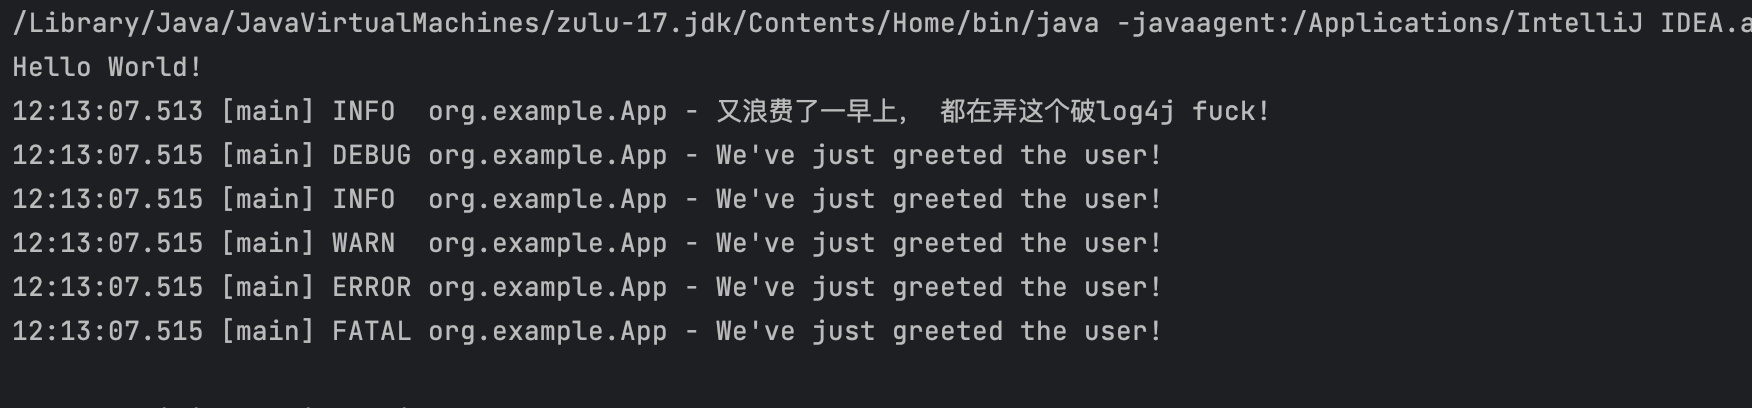 /Library/Java/JavaVirtualMachines/zulu-17.jdk/Contents/Home/bin/java -javaagent:/Applications/IntelliJ IDEA.a
Hello World!
12:13:07.513 [main] INFO  org.example.App - 又浪费了一早上, 都在弄这个破log4j fuck!
12:13:07.515 [main] DEBUG org.example.App - We've just greeted the user!
12:13:07.515 [main] INFO  org.example.App - We've just greeted the user!
12:13:07.515 [main] WARN  org.example.App - We've just greeted the user!
12:13:07.515 [main] ERROR org.example.App - We've just greeted the user!
12:13:07.515 [main] FATAL org.example.App - We've just greeted the user!